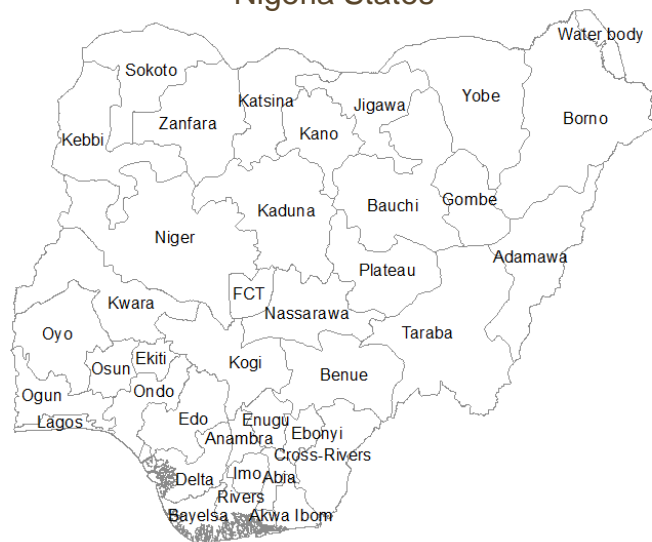 Nigeria States
Water body
Sokoto
Katsina
Jigawa
Yobe
Borno
Zanfara
Kano
Kebbi
Kaduna
Bauchi
Gombe
Niger
Adamawa
Plateau
FCT
Kwara
Nassarawa
Taraba
Oyo
Osun
Ekiti
Kogi
Benue
Ogun
Ondo
Lagos
Edo
Enugu
Ebonyi
Anambra
Cross-Rivers
Delta
Imo
Abia
Rivers
Bayelsa
Akwa Ibom